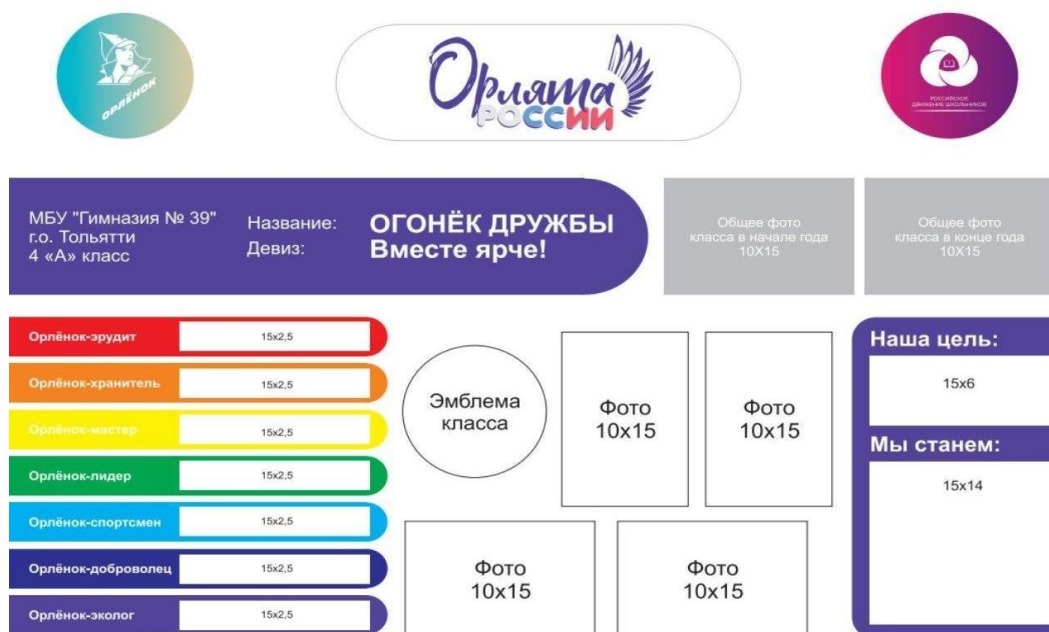 ОРЛЁНОК
Орлята
РОССИИ
РОССИЙСКОЕ
ДВИЖЕНИЕ ШКОЛЬНИКОВ
МБУ "Гимназия № 39"
г.о. Тольятти
4 «А» класс
Название:
Девиз:
ОГОНЁК ДРУЖБЫ
Вместе ярче!
Общее фото
класса в начале года
10Х15
Общее фото
класса в конце года
10Х15
Орлёнок-эрудит
15х2,5
Орлёнок-хранитель
15х2,5
Орлёнок-мастер
15х2,5
Орлёнок-лидер
15х2,5
Орлёнок-спортсмен
15х2,5
Орлёнок-доброволец
15х2,5
Орлёнок-эколог
15х2,5
Эмблема
класса
Фото
10х15
Фото
10х15
Фото
10х15
Фото
10х15
Наша цель:
15х6
Мы станем:
15х14